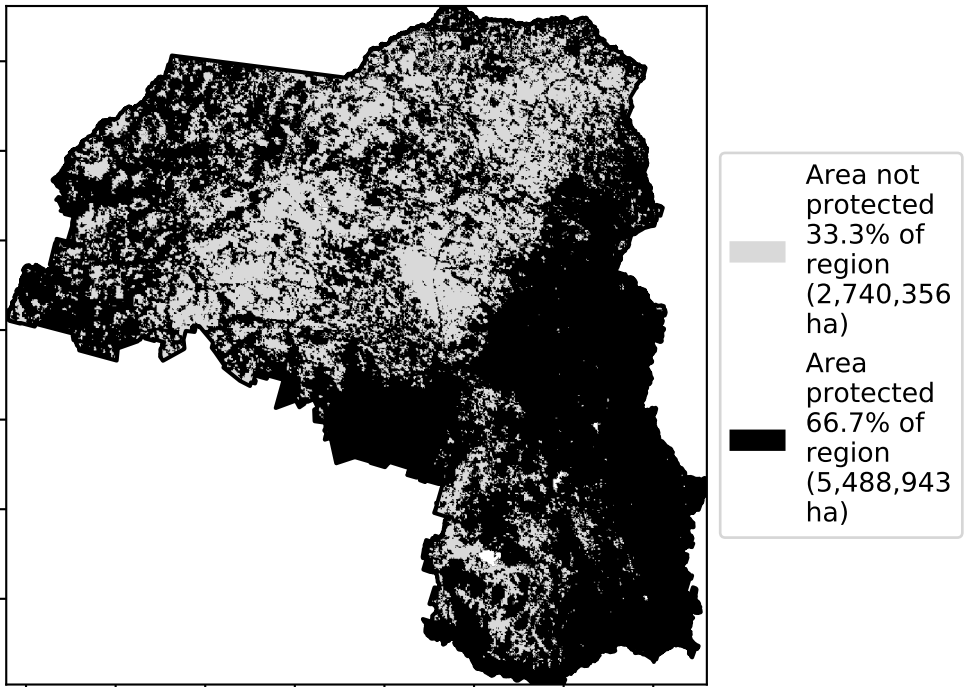 Area not
protected
33.3% of
region
(2,740,356
ha)
Area
protected
66.7% of
region
(5,488,943
ha)